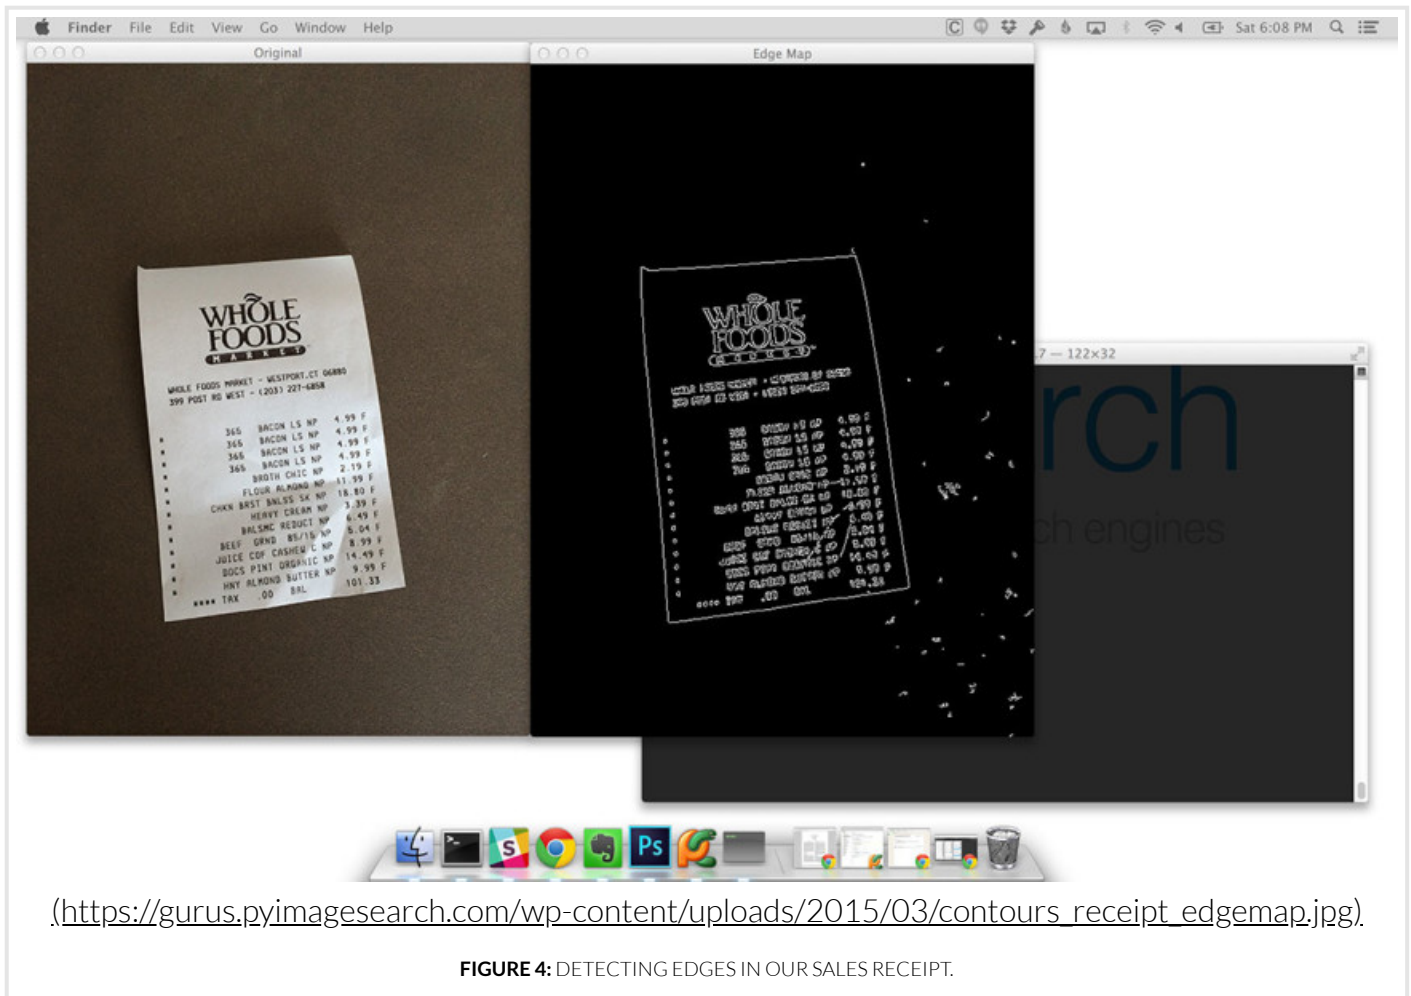 Finder File Edit View Go Window Help
Sat 6:08 PM
Original
Edge Map
WHOLE
FOODS
MARKET
WHOLE FOODS MARKET - WESTPORT,CT 06880
399 POST RD WEST - (203) 227-6858
365 BACON LS NP 4.99 F
365 BACON LS NP 4.99 F
365 BACON LS NP 4.99 F
365 BACON LS NP 4.99 F
BROTH CHIC NP 2.19 F
FLOUR ALMOND NP 11.99 F
CHKN BRST BNLSS SK NP 18.80 F
HEAVY CREAM NP 3.39 F
BALSMC REDUCT NP 6.49 F
BEEF GRND 85/15 NP 5.04 F
JUICE COF CASHEW C NP 8.99 F
DOCS PINT ORGANIC NP 14.49 F
HNY ALMOND BUTTER NP 9.99 F
**** TAX .00 BAL 101.33
WHOLE
FOODS
7 — 122×32
rch
ch engines
S
Ps
(https://gurus.pyimagesearch.com/wp-content/uploads/2015/03/contours_receipt_edgemap.jpg)
FIGURE 4: DETECTING EDGES IN OUR SALES RECEIPT.